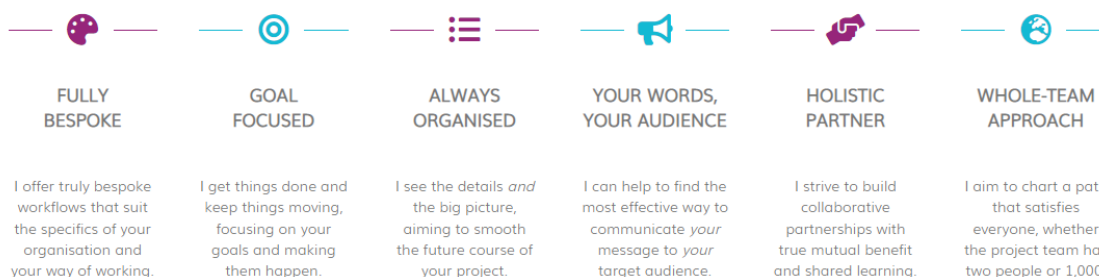 FULLY
BESPOKE
I offer truly bespoke
workflows that suit
the specifics of your
organisation and
your way of working.
GOAL
FOCUSED
I get things done and
keep things moving,
focusing on your
goals and making
them happen.
ALWAYS
ORGANISED
I see the details and
the big picture,
aiming to smooth
the future course of
your project.
YOUR WORDS,
YOUR AUDIENCE
I can help to find the
most effective way to
communicate your
message to your
target audience.
HOLISTIC
PARTNER
I strive to build
collaborative
partnerships with
true mutual benefit
and shared learning.
WHOLE-TEAM
APPROACH
I aim to chart a pat
that satisfies
everyone, whether
the project team ha
two people or 1,000